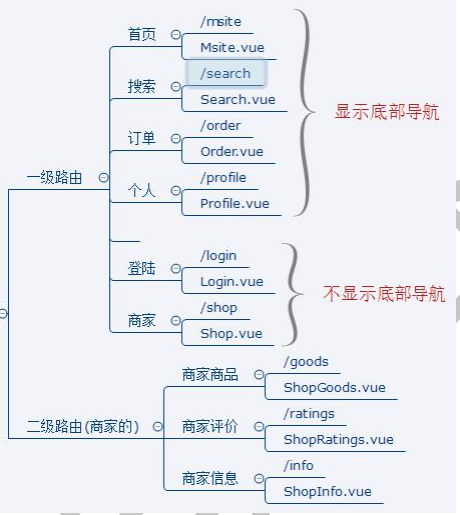 首页
/msite
Msite.vue
搜索
/search
Search.vue
订单
/order
Order.vue
个人
/profile
Profile.vue
显示底部导航
一级路由
登陆
/login
Login.vue
商家
/shop
Shop.vue
不显示底部导航
二级路由(商家的)
商家商品
/goods
ShopGoods.vue
商家评价
/ratings
ShopRatings.vue
商家信息
/info
ShopInfo.vue